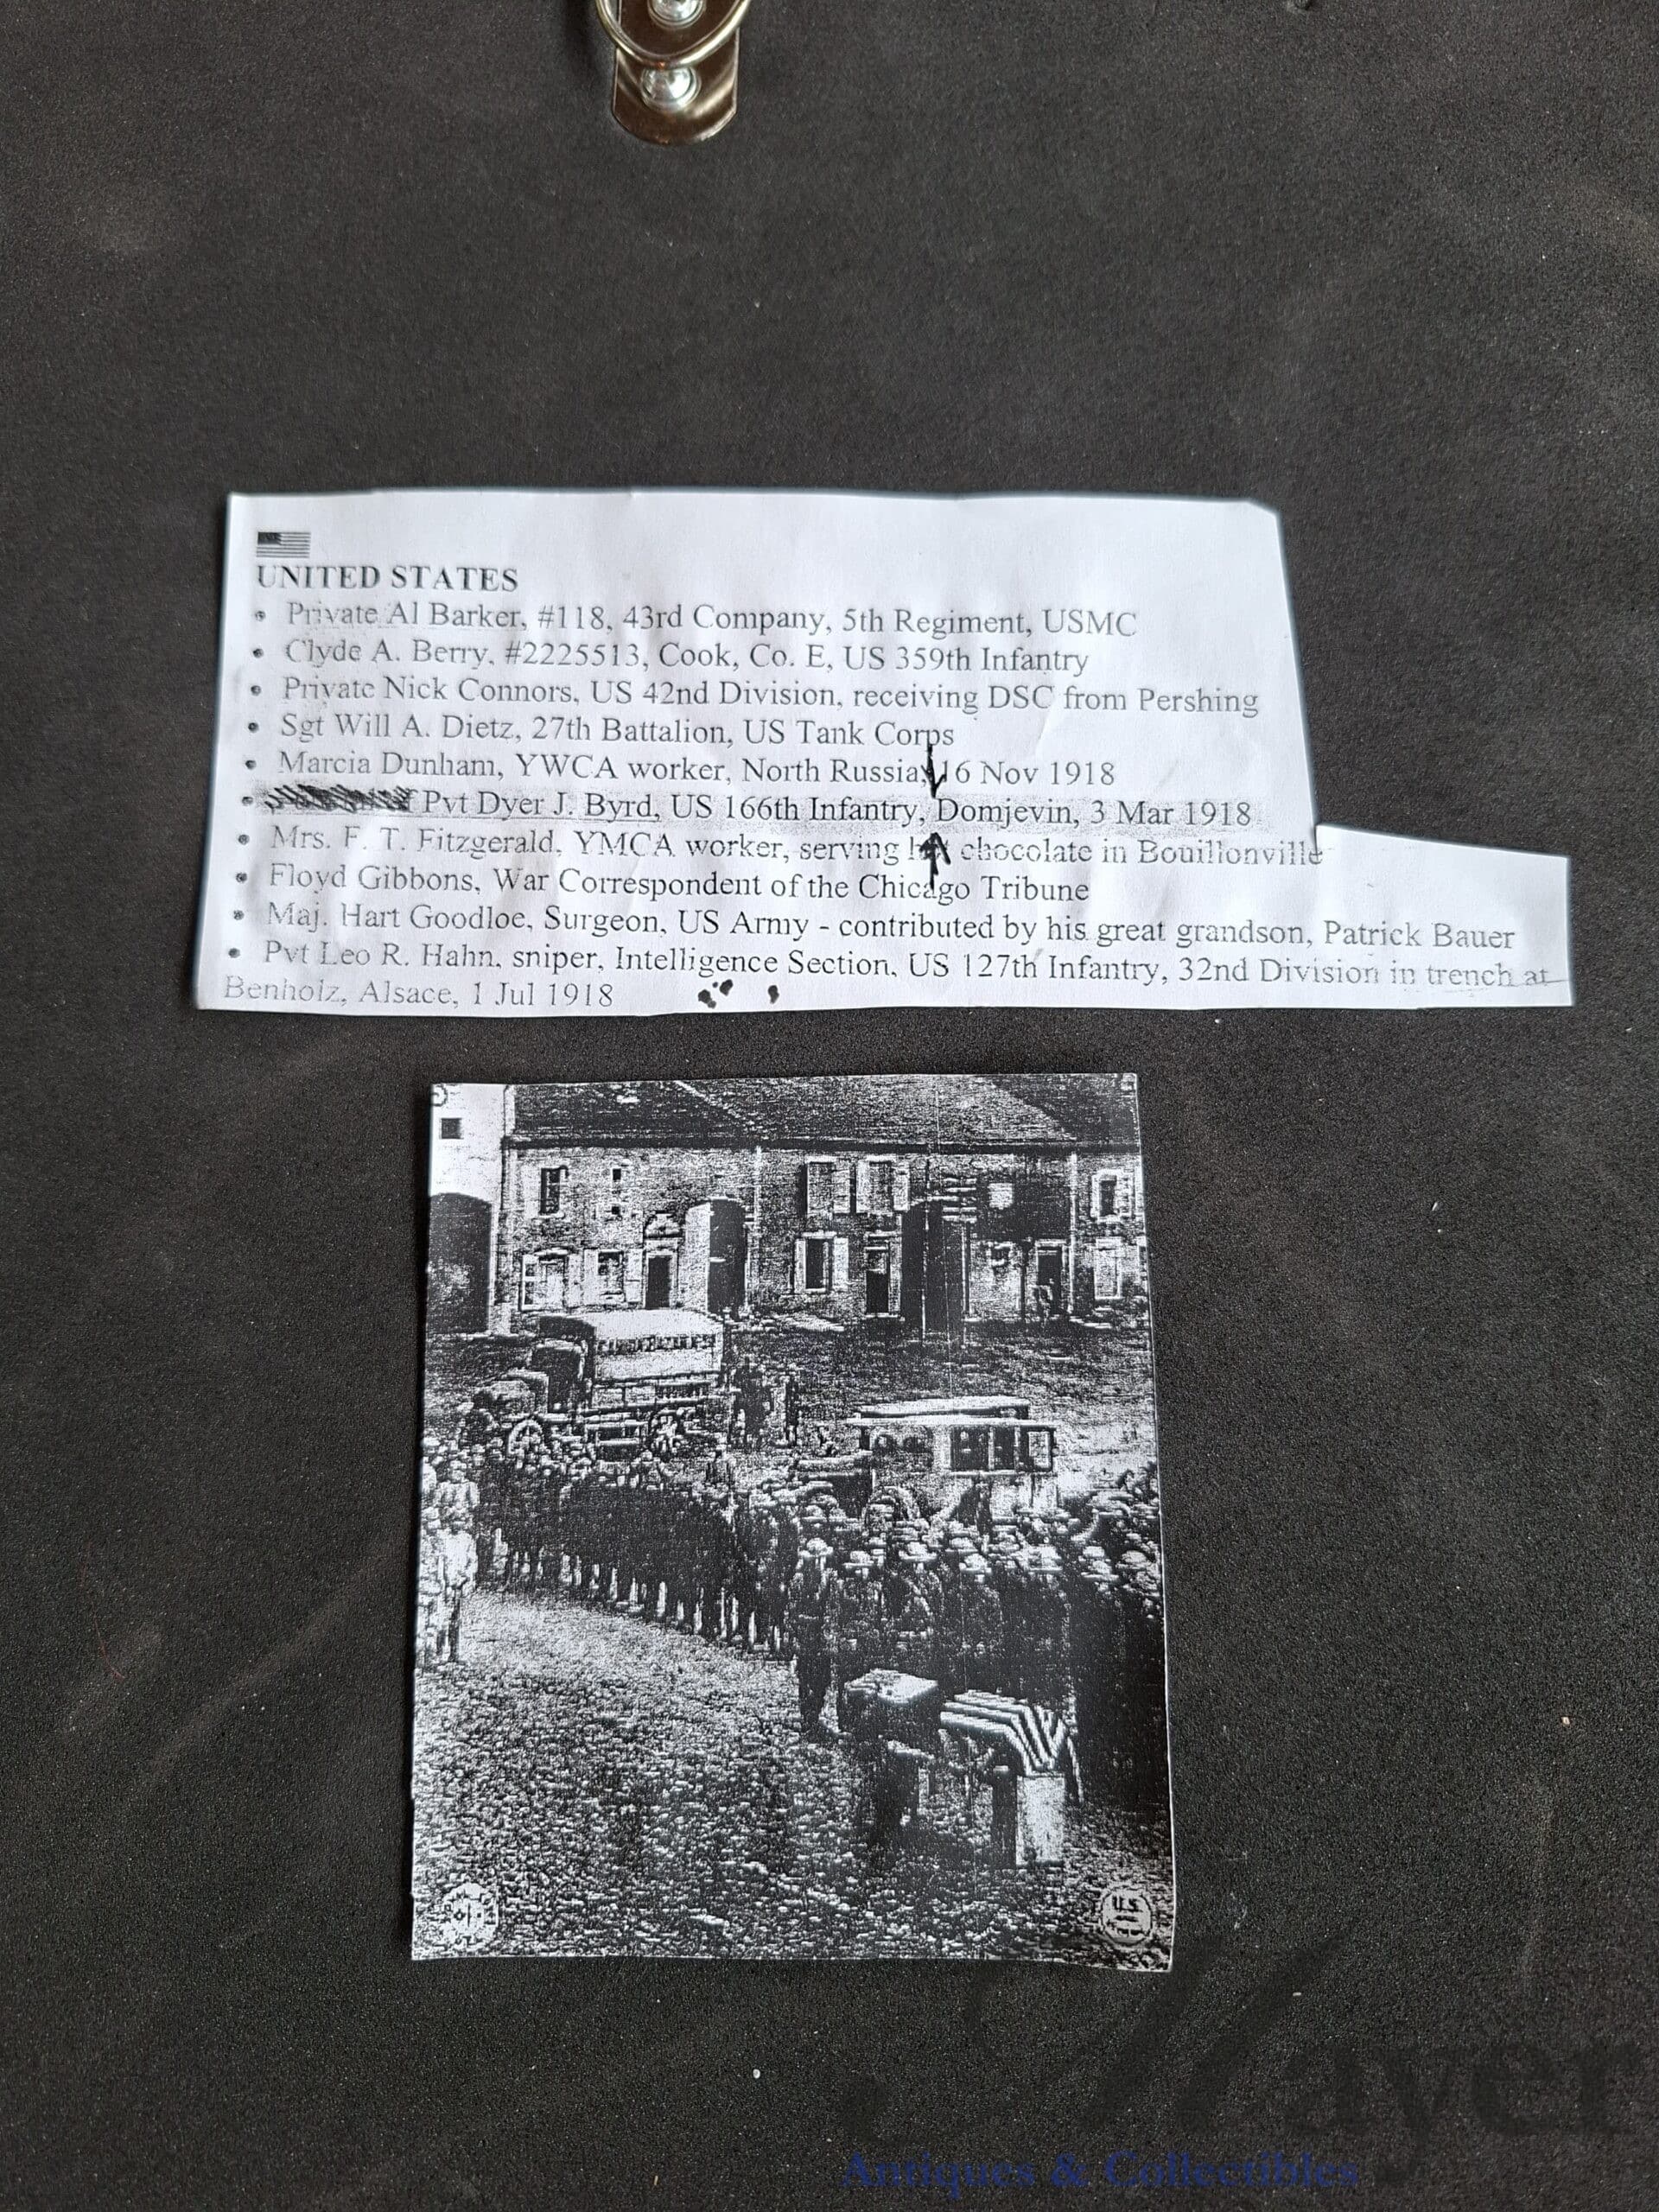 UNITED STATES
• Private Al Barker, #118, 43rd Company, 5th Regiment, USMC
• Clyde A. Berry, #2225513, Cook, Co. E, US 359th Infantry
• Private Nick Connors, US 42nd Division, receiving DSC from Pershing
• Sgt Will A. Dietz, 27th Battalion, US Tank Corps
• Marcia Dunham, YWCA worker, North Russia, 16 Nov 1918
• Pvt Dyer J. Byrd, US 166th Infantry, Domjevin, 3 Mar 1918
• Mrs. F. T. Fitzgerald, YMCA worker, serving hot chocolate in Bouillonville
• Floyd Gibbons, War Correspondent of the Chicago Tribune
• Maj. Hart Goodloe, Surgeon, US Army - contributed by his great grandson, Patrick Bauer
• Pvt Leo R. Hahn, sniper, Intelligence Section, US 127th Infantry, 32nd Division in trench at
Benholz, Alsace, 1 Jul 1918
U.S.
Mayer
Antiques & Collectibles